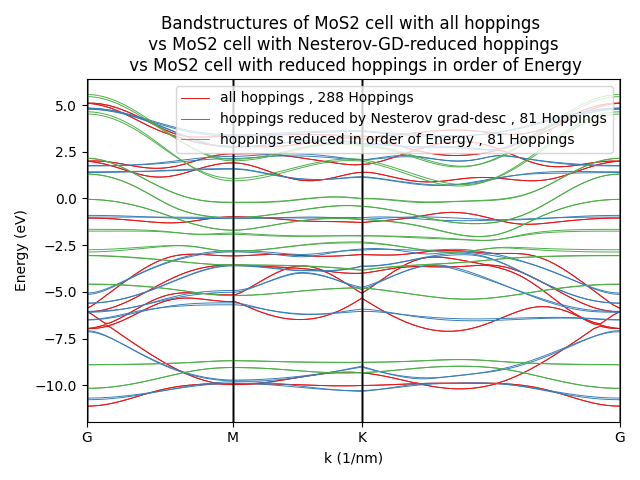 Bandstructures of MoS2 cell with all hoppings
vs MoS2 cell with Nesterov-GD-reduced hoppings
vs MoS2 cell with reduced hoppings in order of Energy
all hoppings , 288 Hoppings
hoppings reduced by Nesterov grad-desc , 81 Hoppings
hoppings reduced in order of Energy , 81 Hoppings
Energy (eV)
5.0
2.5
0.0
−2.5
−5.0
−7.5
−10.0
G M K G
k (1/nm)